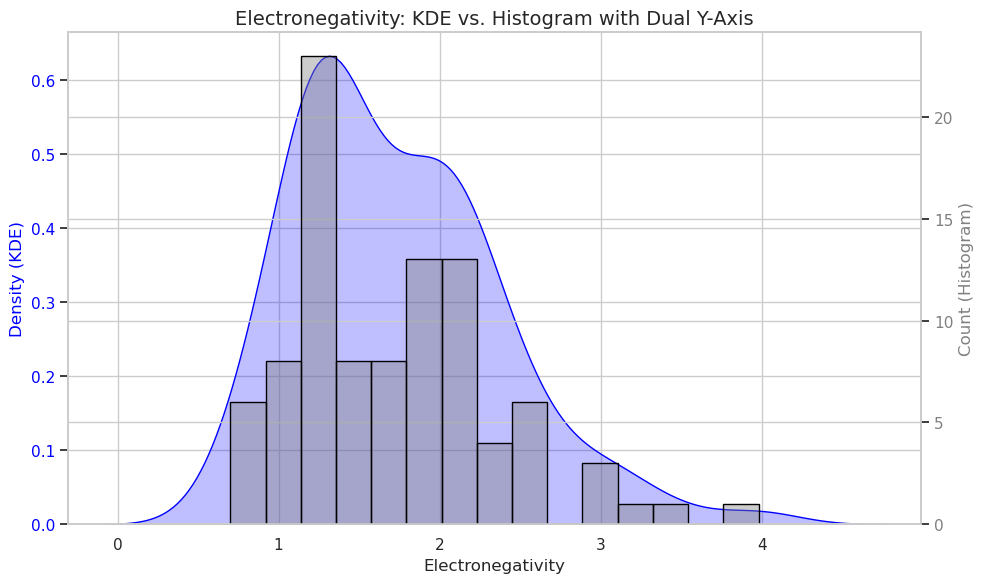 Electronegativity: KDE vs. Histogram with Dual Y-Axis
Density (KDE)
0.6
0.5
0.4
0.3
0.2
0.1
0.0
20
15
10
5
0
Count (Histogram)
0 1 2 3 4
Electronegativity